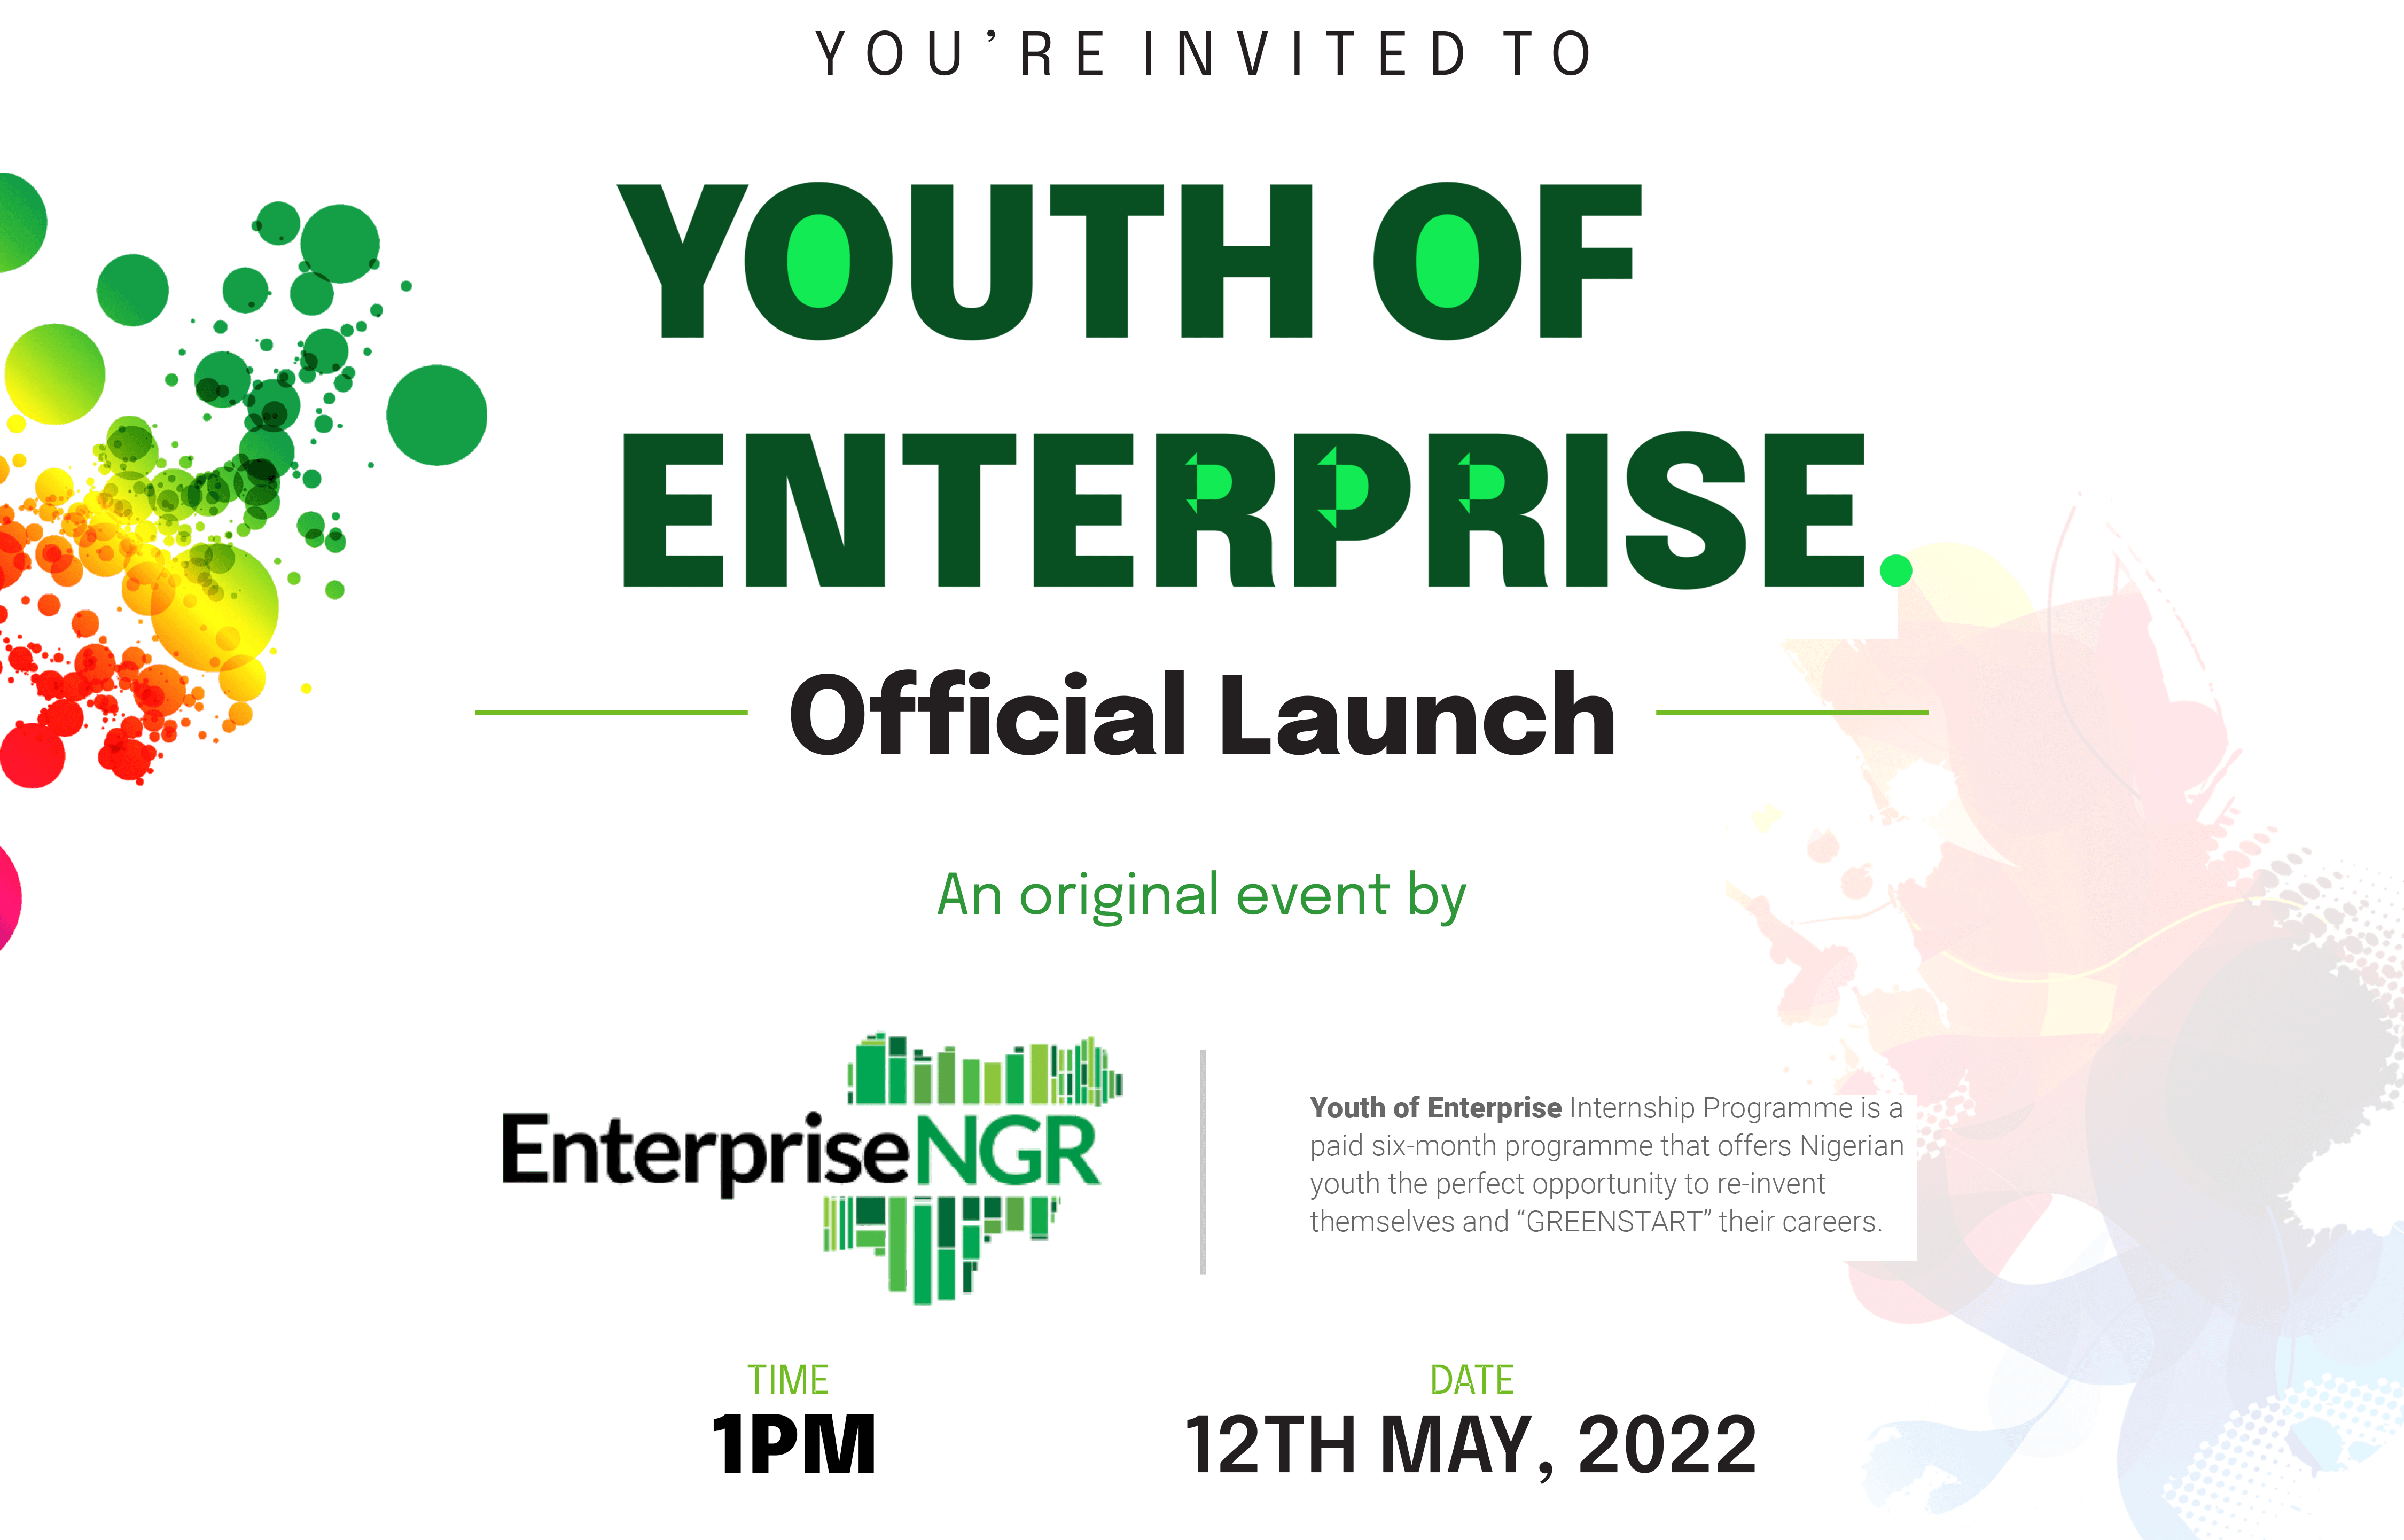 YOU’RE INVITED TO
YOUTH OF
ENTERPRISE.
Official Launch
An original event by
EnterpriseNGR
Youth of Enterprise Internship Programme is a
paid six-month programme that offers Nigerian
youth the perfect opportunity to re-invent
themselves and “GREENSTART” their careers.
TIME
1PM
DATE
12TH MAY, 2022